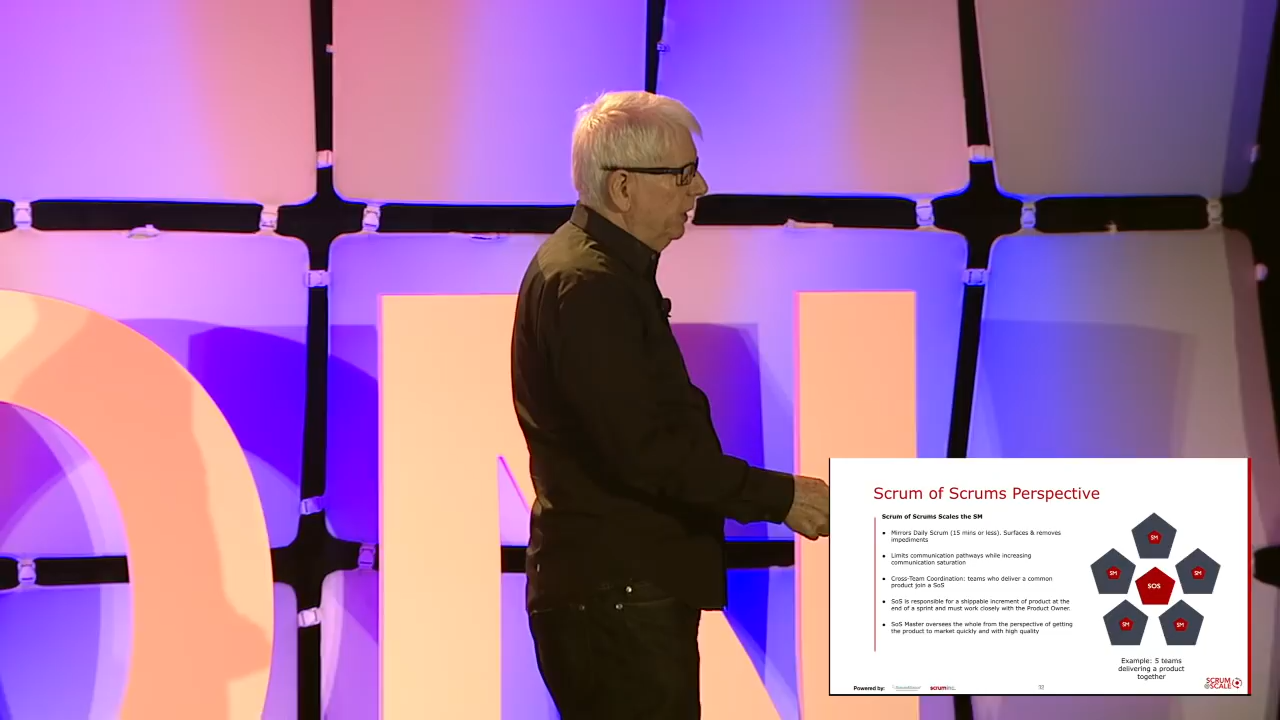 ON
Scrum of Scrums Perspective
Scrum of Scrums Scales the SM
▪ Mirrors Daily Scrum (15 mins or less). Surfaces & removes
impediments
▪ Limits communication pathways while increasing
communication saturation
▪ Cross-Team Coordination: teams who deliver a common
product join a SoS
▪ SoS is responsible for a shippable increment of product at the
end of a sprint and must work closely with the Product Owner.
▪ SoS Master oversees the whole from the perspective of getting
the product to market quickly and with high quality
SM
SM
SM
SOS
SM
SM
Example: 5 teams
delivering a product
together
Powered by:
scruminc.
SCRUM
@SCALE